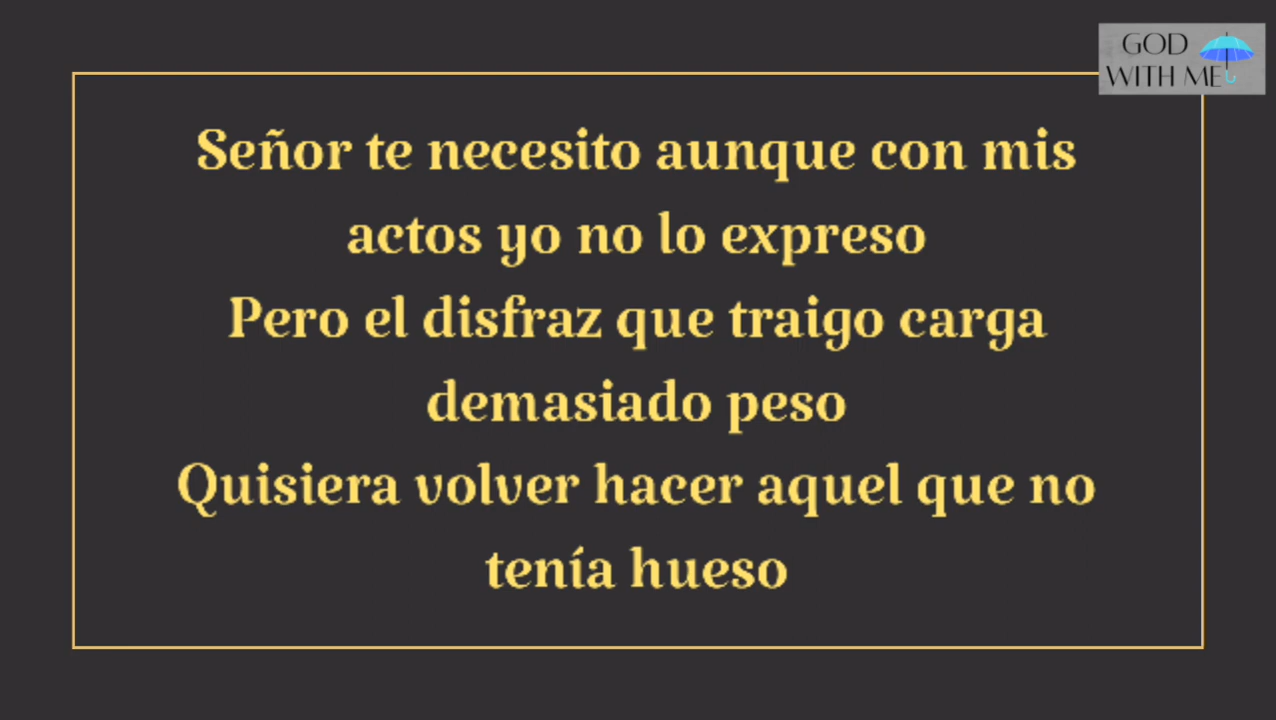 GOD
WITH ME
Señor te necesito aunque con mis
actos yo no lo expreso
Pero el disfraz que traigo carga
demasiado peso
Quisiera volver hacer aquel que no
tenía hueso